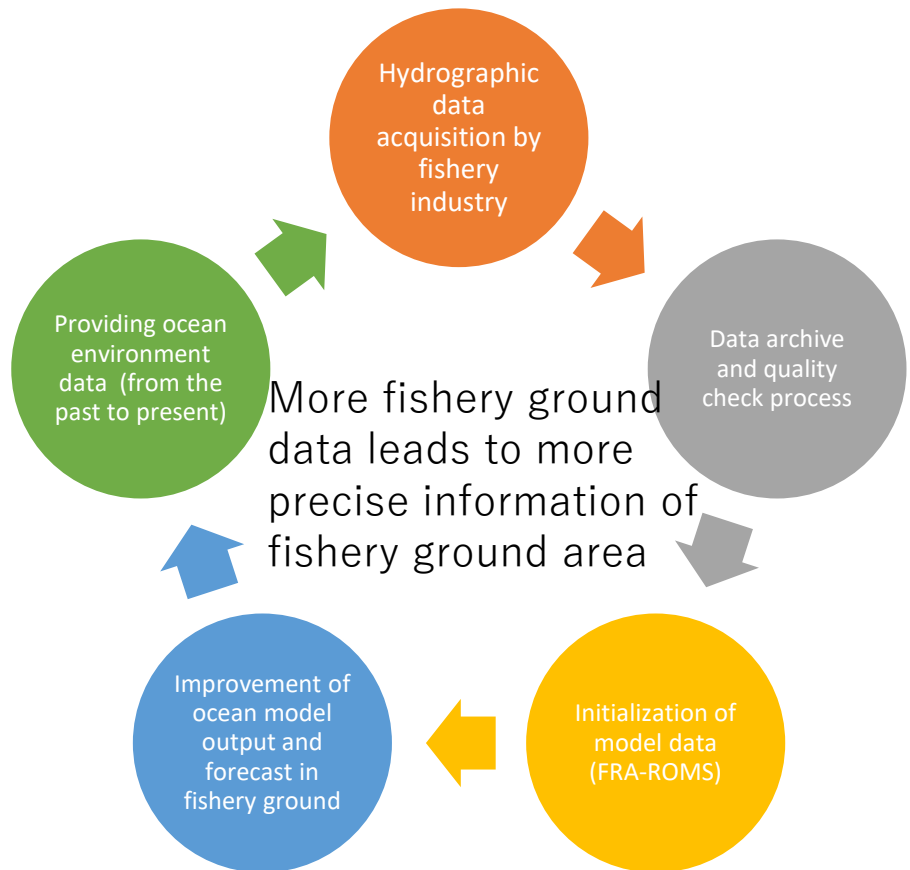 Hydrographic
data
acquisition by
fishery
industry
Data archive
and quality
check process
Initialization of
model data
(FRA-ROMS)
Improvement of
ocean model
output and
forecast in
fishery ground
Providing ocean
environment
data (from the
past to present)
More fishery ground
data leads to more
precise information of
fishery ground area